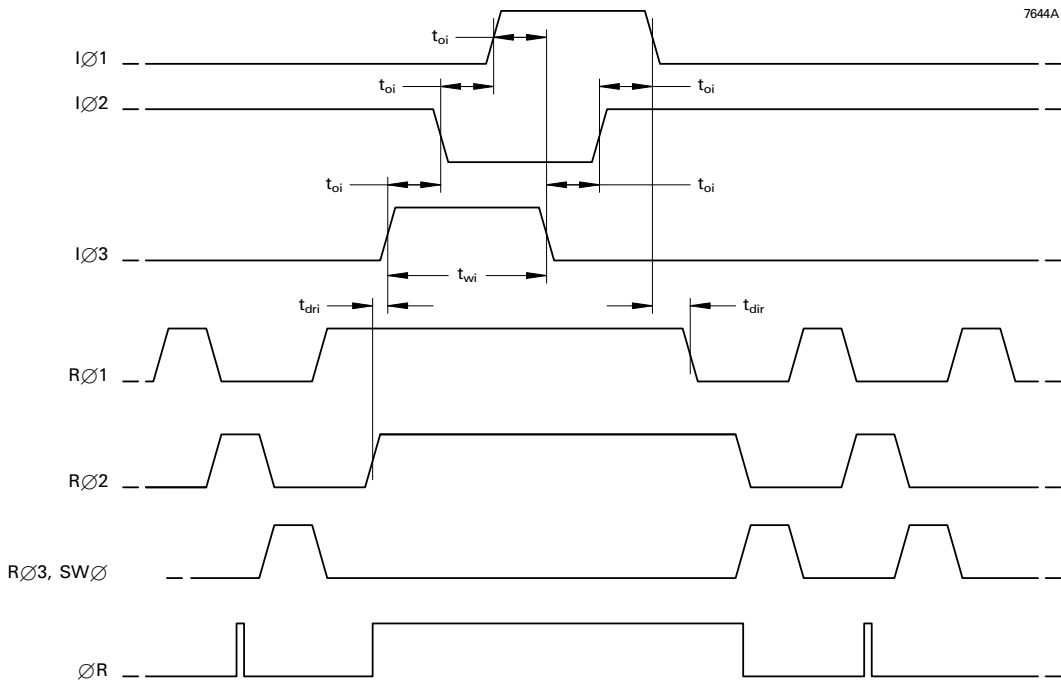 7644A
t_oi
IØ1
t_oi t_oi
IØ2
t_oi t_oi
IØ3
t_wi
t_dri t_dir
RØ1
RØ2
RØ3, SWØ
ØR